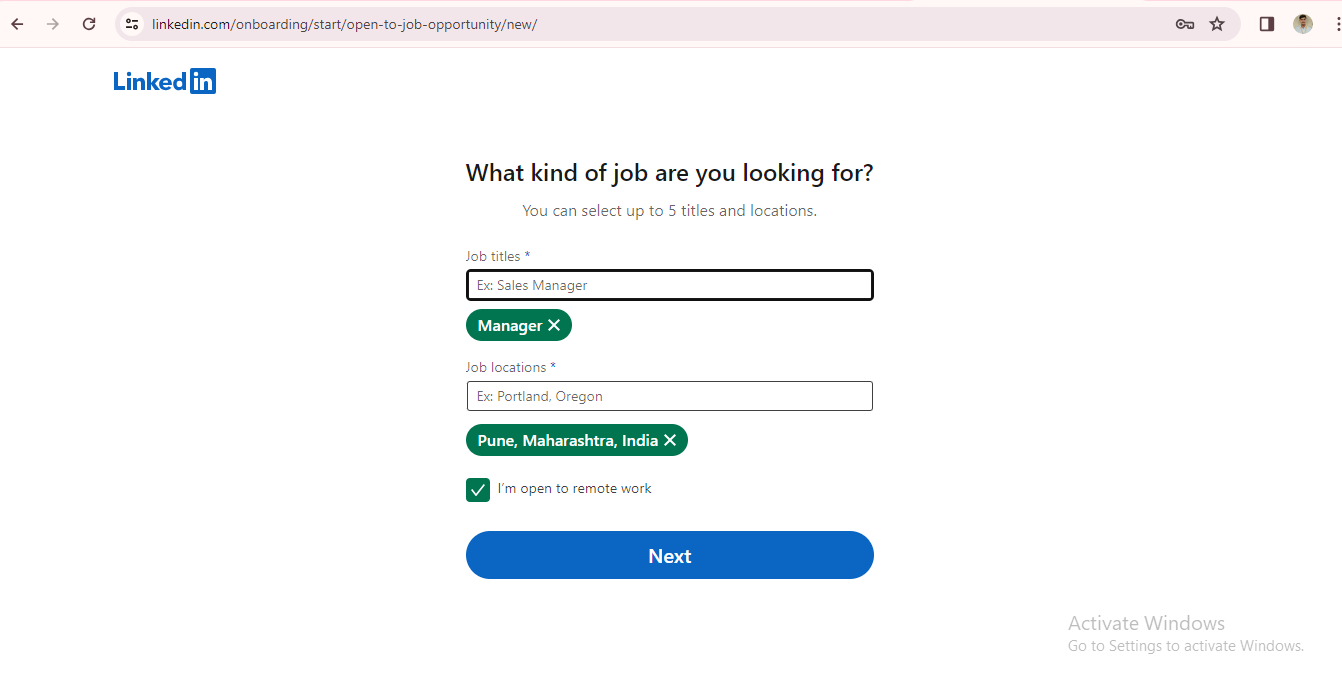 linkedin.com/onboarding/start/open-to-job-opportunity/new/
Linked in
What kind of job are you looking for?
You can select up to 5 titles and locations.
Job titles *
Ex: Sales Manager
Manager
Job locations *
Ex: Portland, Oregon
Pune, Maharashtra, India
I’m open to remote work
Next
Activate Windows
Go to Settings to activate Windows.